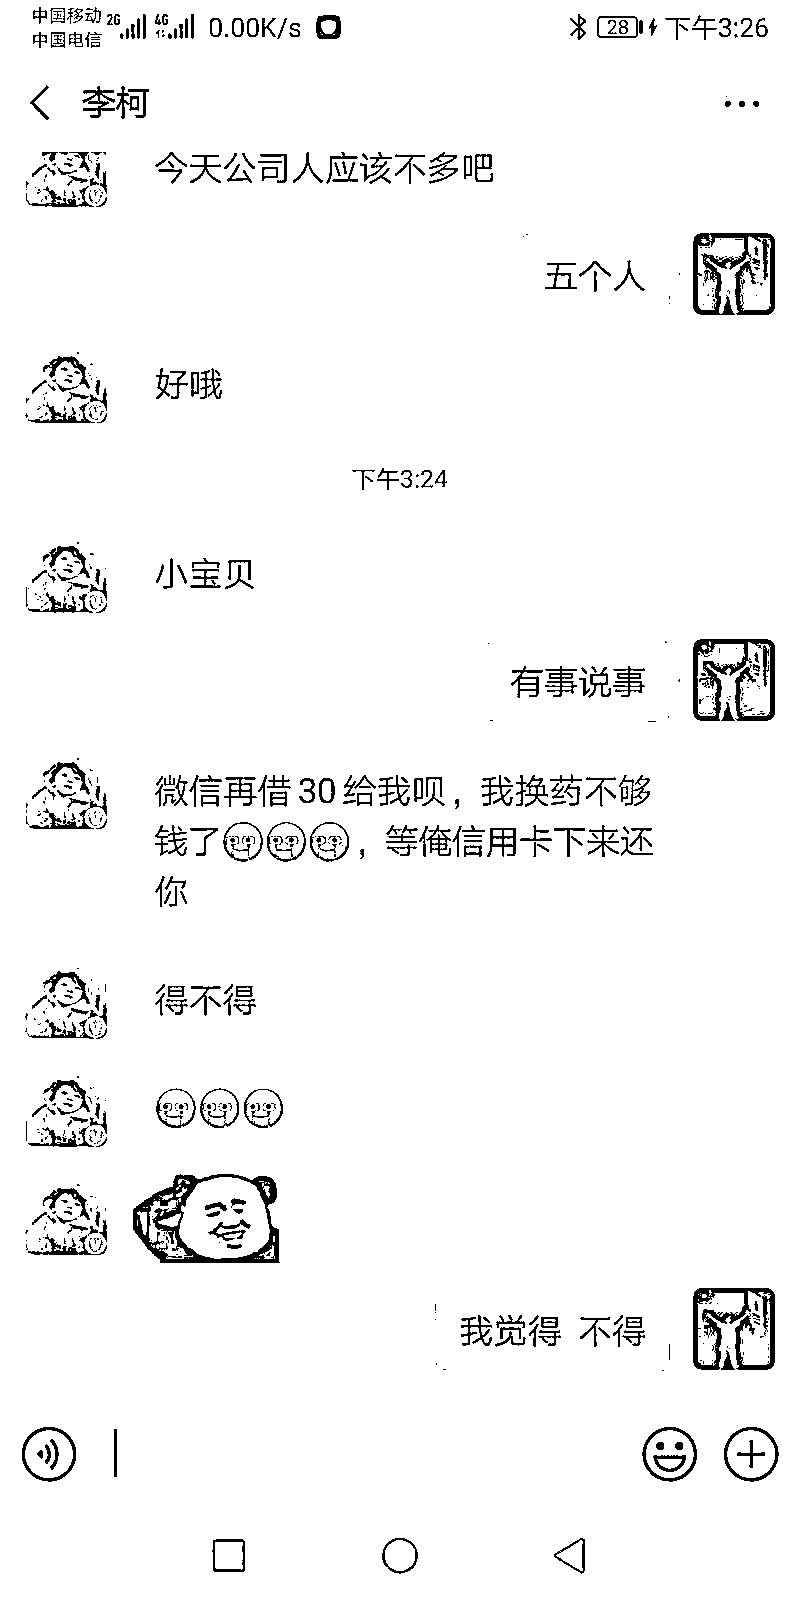 中国移动 2G 4G 0.00K/s 28 下午3:26
中国电信
李柯
今天公司人应该不多吧
五个人
好哦
下午3:24
小宝贝
有事说事
微信再借30给我呗，我换药不够
钱了，等俺信用卡下来还
你
得不得
我觉得 不得